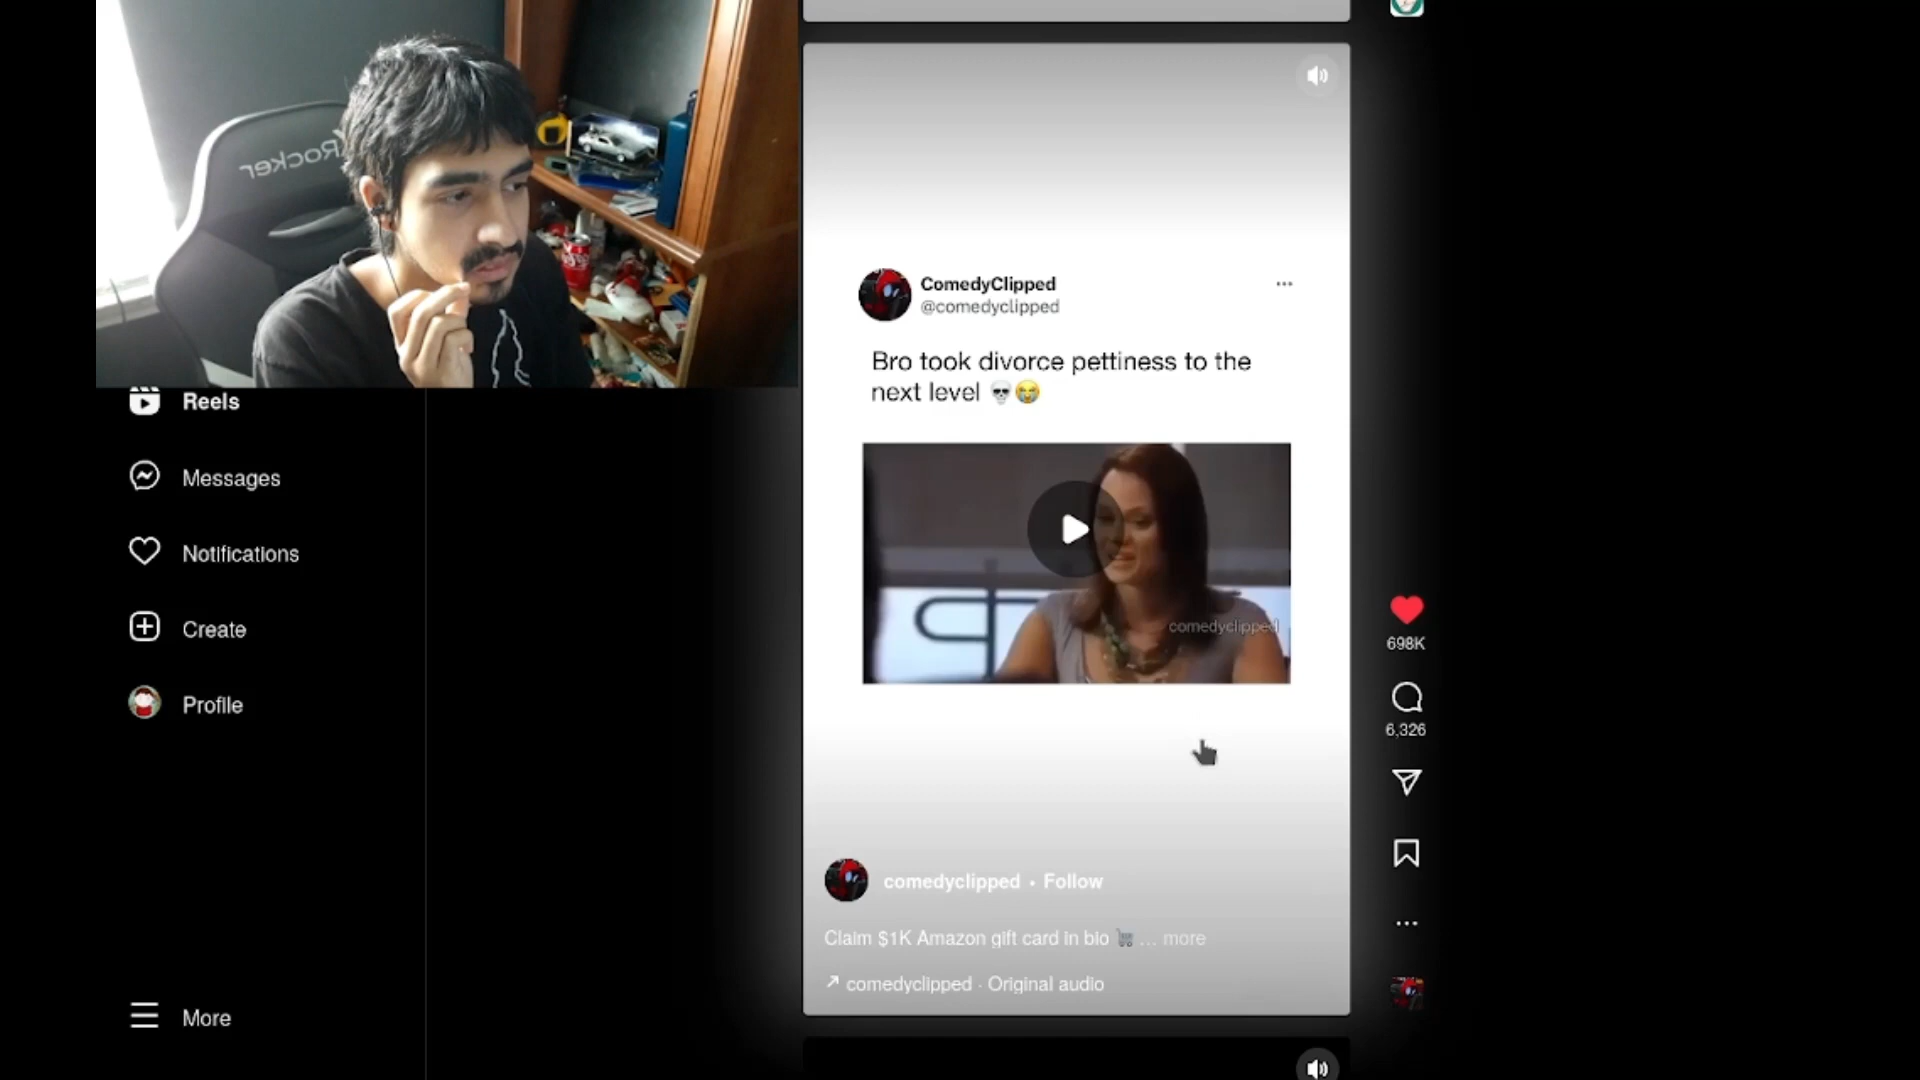 Rocker
Reels
Messages
Notifications
Create
Profile
More
ComedyClipped
@comedyclipped
Bro took divorce pettiness to the
next level 💀😭
comedyclipped
698K
6,326
comedyclipped • Follow
Claim $1K Amazon gift card in bio 🛒 ... more
comedyclipped · Original audio